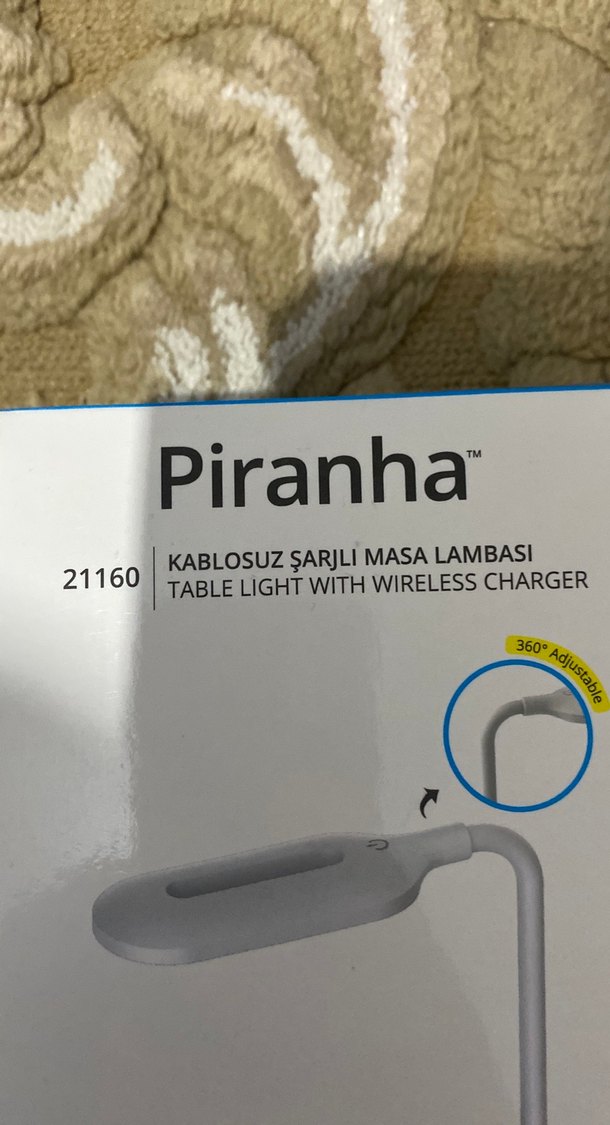 Piranha™
21160
KABLOSUZ ŞARJLI MASA LAMBASI
TABLE LIGHT WITH WIRELESS CHARGER
360° Adjustable